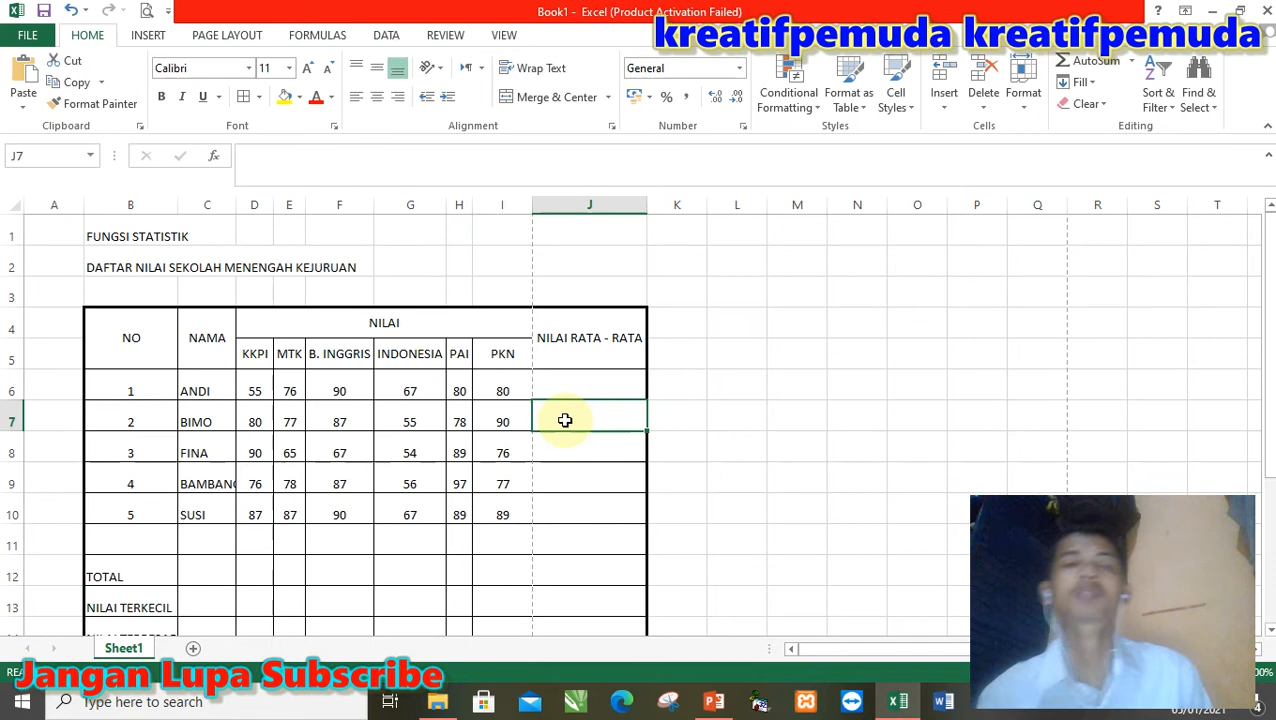 Book1 - Excel (Product Activation Failed)
kreatifpemuda kreatifpemuda
FILE HOME INSERT PAGE LAYOUT FORMULAS DATA REVIEW VIEW
Cut
Copy
Format Painter
Paste
Clipboard
Calibri 11
B I U
Font
Wrap Text
Merge & Center
Alignment
General
Number
Conditional Formatting
Format as Table
Cell Styles
Styles
Insert Delete Format
Cells
AutoSum
Fill
Clear
Sort & Filter
Find & Select
Editing
J7
A B C D E F G H I J K L M N O P Q R S T
1 FUNGSI STATISTIK
2 DAFTAR NILAI SEKOLAH MENENGAH KEJURUAN
3
4 NO NAMA NILAI NILAI RATA - RATA
5 KKPI MTK B. INGGRIS INDONESIA PAI PKN
6 1 ANDI 55 76 90 67 80 80
7 2 BIMO 80 77 87 55 78 90
8 3 FINA 90 65 67 54 89 76
9 4 BAMBANG 76 78 87 56 97 77
10 5 SUSI 87 87 90 67 89 89
11
12 TOTAL
13 NILAI TERKECIL
Sheet1
Jangan Lupa Subscribe
Type here to search